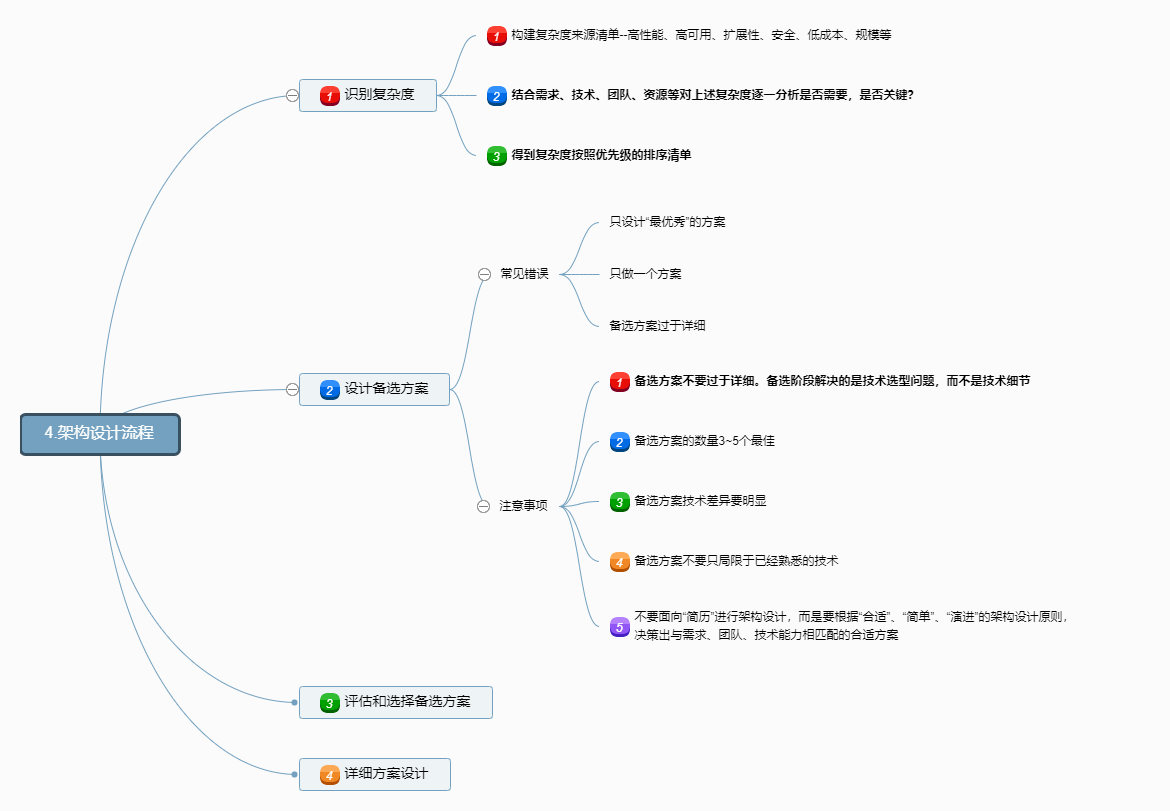 4.架构设计流程
1 识别复杂度
1 构建复杂度来源清单--高性能、高可用、扩展性、安全、低成本、规模等
2 结合需求、技术、团队、资源等对上述复杂度逐一分析是否需要，是否关键？
3 得到复杂度按照优先级的排序清单
2 设计备选方案
常见错误
只设计“最优秀”的方案
只做一个方案
备选方案过于详细
注意事项
1 备选方案不要过于详细。备选阶段解决的是技术选型问题，而不是技术细节
2 备选方案的数量3~5个最佳
3 备选方案技术差异要明显
4 备选方案不要只局限于已经熟悉的技术
5 不要面向“简历”进行架构设计，而是要根据“合适”、“简单”、“演进”的架构设计原则，
决策出与需求、团队、技术能力相匹配的合适方案
3 评估和选择备选方案
4 详细方案设计